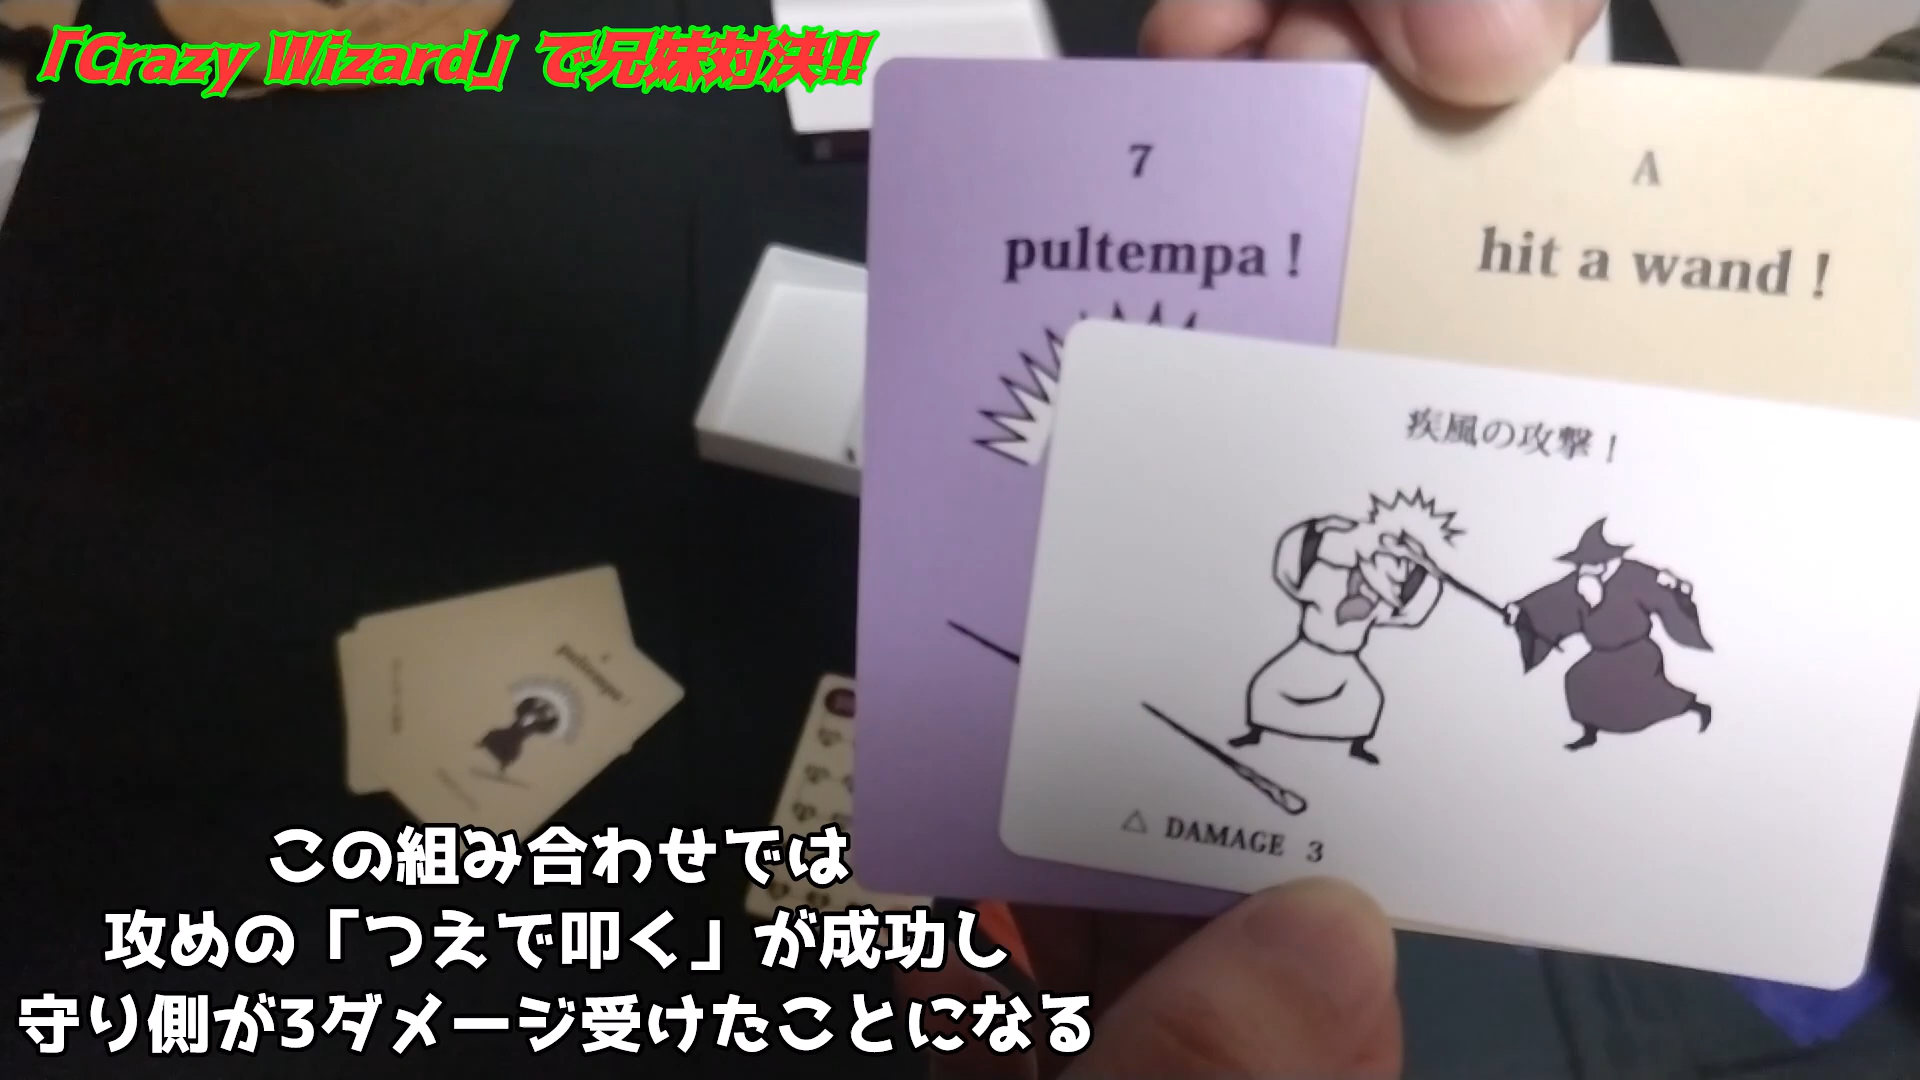 「Crazy Wizard」で兄妹対決!!
7
pultempa !
A
hit a wand !
疾風の攻撃！
△ DAMAGE 3
pultempa !
この組み合わせでは
攻めの「つえで叩く」が成功し
守り側が3ダメージ受けたことになる